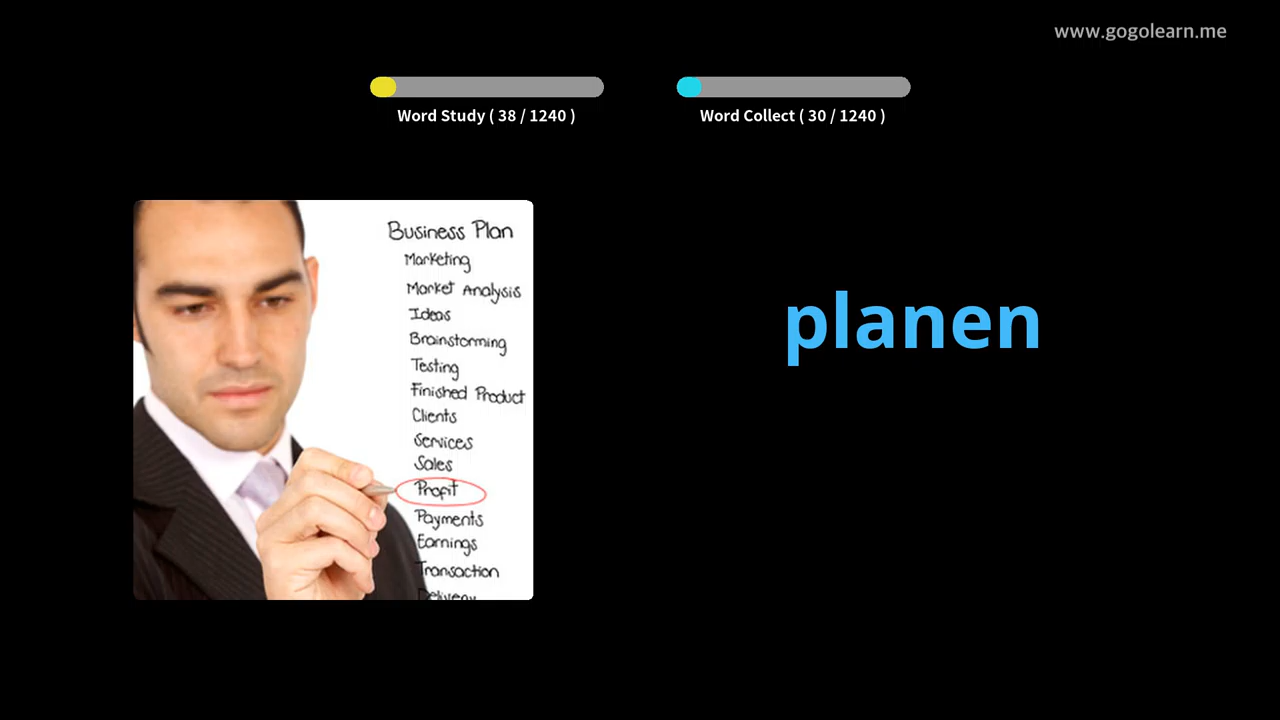 www.gogolearn.me
Word Study ( 38 / 1240 )
Word Collect ( 30 / 1240 )
Business Plan
Marketing
Market Analysis
Ideas
Brainstorming
Testing
Finished Product
Clients
Services
Sales
Profit
Payments
Earnings
Transaction
Delivery
planen